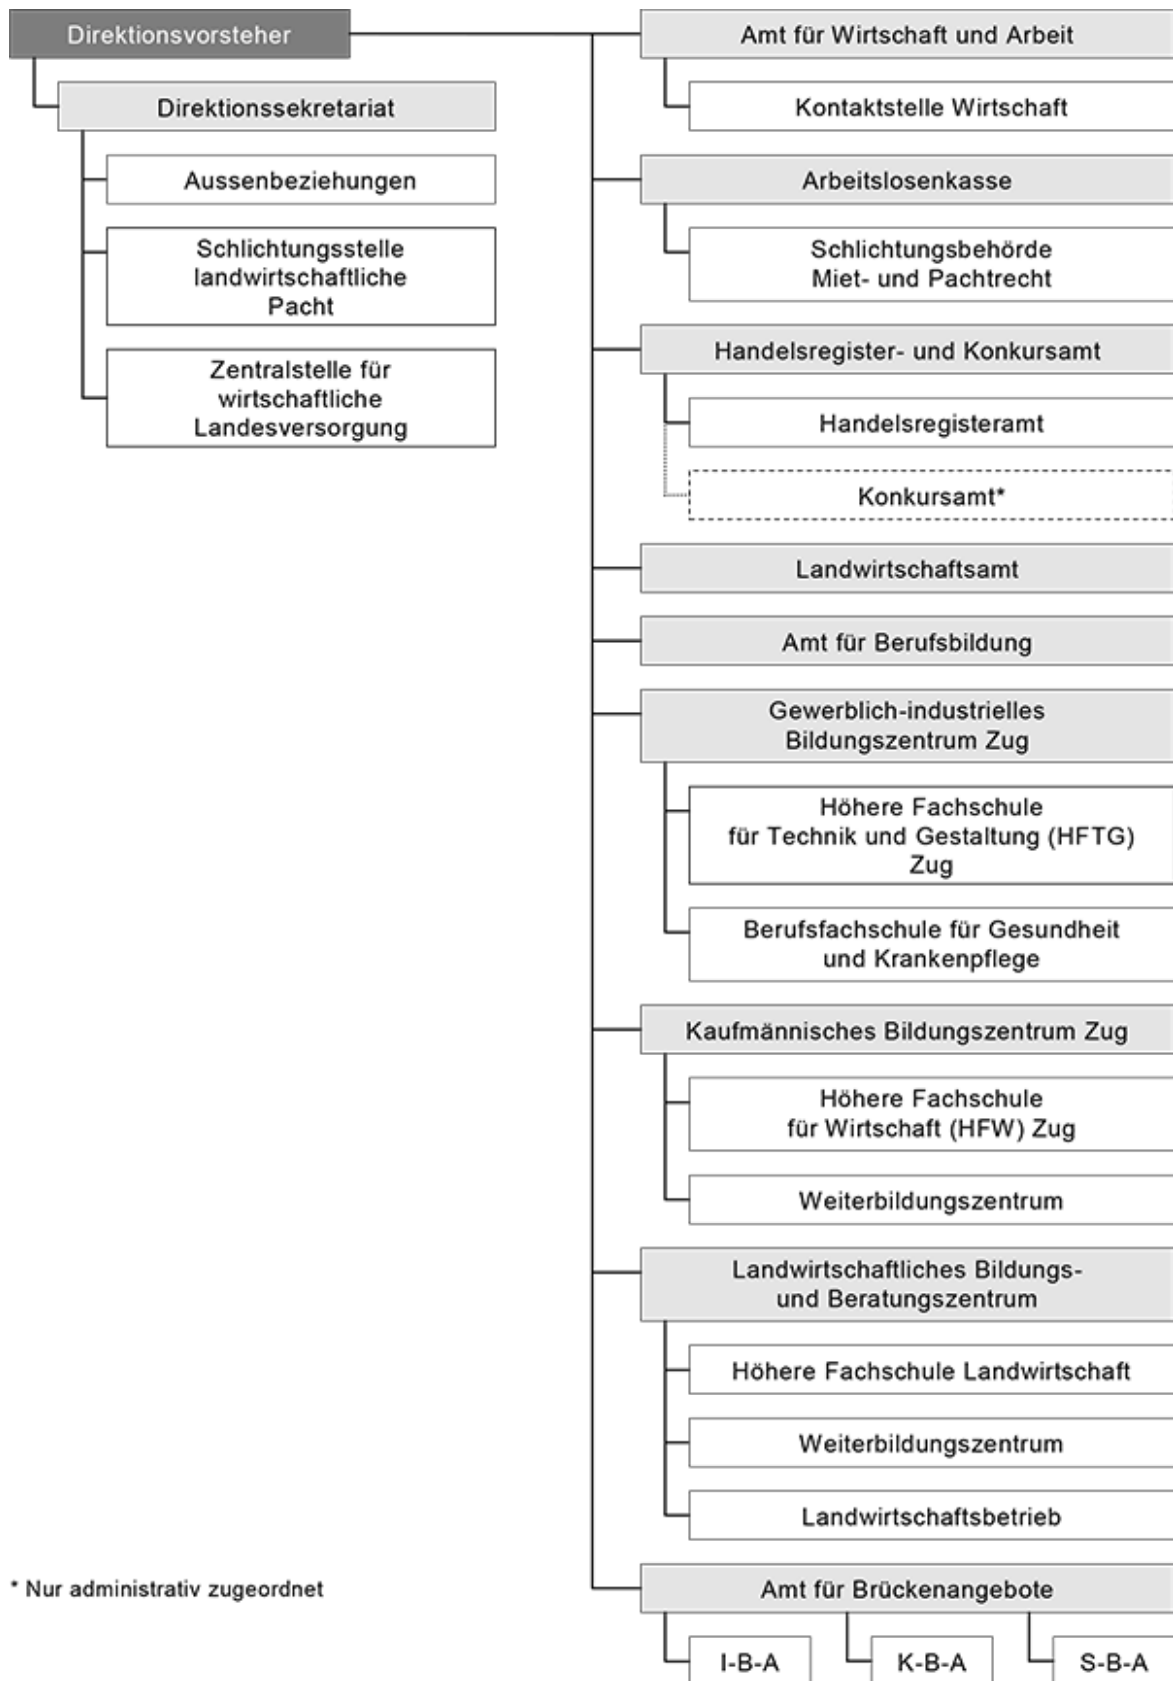 Direktionsvorsteher
Direktionssekretariat
Aussenbeziehungen
Schlichtungsstelle
landwirtschaftliche
Pacht
Zentralstelle für
wirtschaftliche
Landesversorgung
Amt für Wirtschaft und Arbeit
Kontaktstelle Wirtschaft
Arbeitslosenkasse
Schlichtungsbehörde
Miet- und Pachtrecht
Handelsregister- und Konkursamt
Handelsregisteramt
Konkursamt*
Landwirtschaftsamt
Amt für Berufsbildung
Gewerblich-industrielles
Bildungszentrum Zug
Höhere Fachschule
für Technik und Gestaltung (HFTG)
Zug
Berufsfachschule für Gesundheit
und Krankenpflege
Kaufmännisches Bildungszentrum Zug
Höhere Fachschule
für Wirtschaft (HFW) Zug
Weiterbildungszentrum
Landwirtschaftliches Bildungs-
und Beratungszentrum
Höhere Fachschule Landwirtschaft
Weiterbildungszentrum
Landwirtschaftsbetrieb
Amt für Brückenangebote
I-B-A
K-B-A
S-B-A
* Nur administrativ zugeordnet